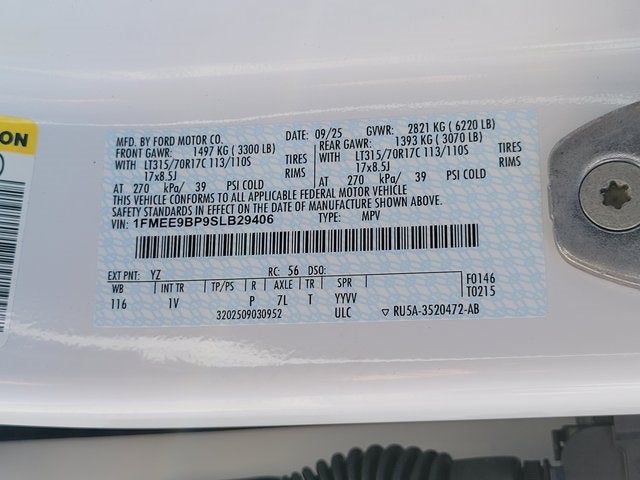 ON
MFD. BY FORD MOTOR CO. DATE: 09/25 GVWR: 2821 KG ( 6220 LB)
FRONT GAWR: 1497 KG ( 3300 LB) REAR GAWR: 1393 KG ( 3070 LB)
WITH LT315/70R17C 113/110S TIRES WITH LT315/70R17C 113/110S TIRES
17x8.5J RIMS 17x8.5J RIMS
AT 270 kPa/ 39 PSI COLD AT 270 kPa/ 39 PSI COLD
THIS VEHICLE CONFORMS TO ALL APPLICABLE FEDERAL MOTOR VEHICLE
SAFETY STANDARDS IN EFFECT ON THE DATE OF MANUFACTURE SHOWN ABOVE.
VIN: 1FMEE9BP9SLB29406 TYPE: MPV
EXT PNT: YZ RC: 56 DSO:
WB INT TR TP/PS R AXLE TR SPR F0146
116 1V P 7L T YYVV T0215
3202509030952 ULC ▽ RU5A-3520472-AB